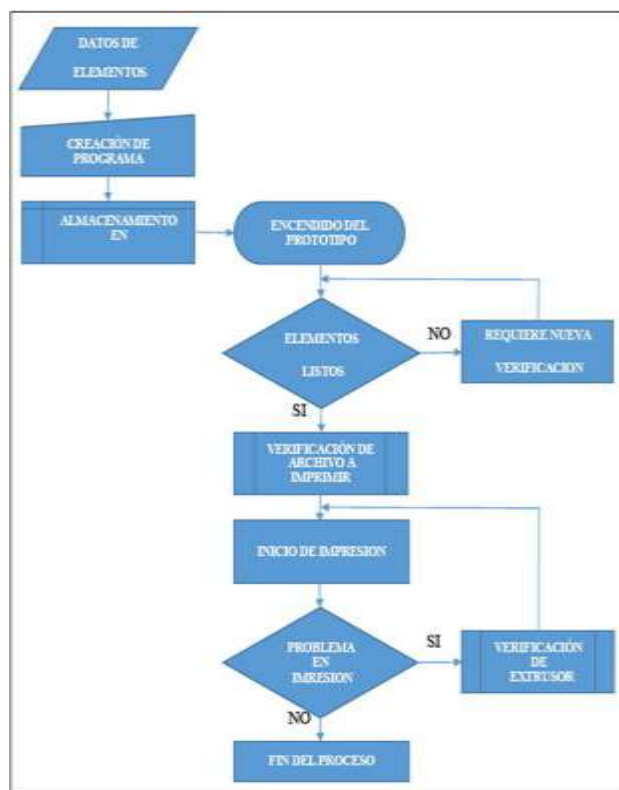 DATOS DE
ELEMENTOS
CREACIÓN DE
PROGRAMA
ALMACENAMIENTO
EN
ENCENDIDO DEL
PROTOTIPO
ELEMENTOS
LISTOS
NO
REQUIERE NUEVA
VERIFICACION
SI
VERIFICACIÓN DE
ARCHIVO A
IMPRIMIR
INICIO DE IMPRESION
PROBLEMA
EN
IMRESION
SI
VERIFICACIÓN
DE
EXTRUSOR
NO
FIN DEL PROCESO